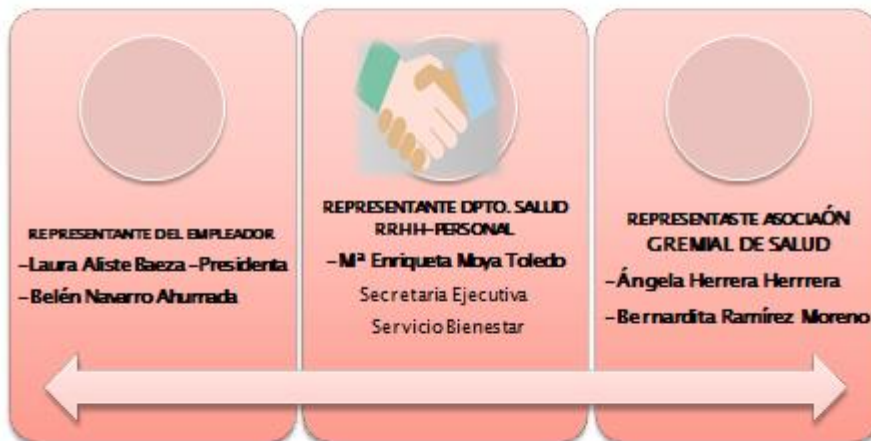 REPRESENTANTE DEL EMPLEADOR
-Laura Aliste Baeza -Presidenta
-Belén Navarro Ahumada
REPRESENTANTE DPTO. SALUD
RRHH-PERSONAL
-Mª Enriqueta Moya Toledo
Secretaria Ejecutiva
Servicio Bienestar
REPRESENTASTE ASOCIAÓN
GREMIAL DE SALUD
-Ángela Herrera Herrrera
-Bernardita Ramírez Moreno